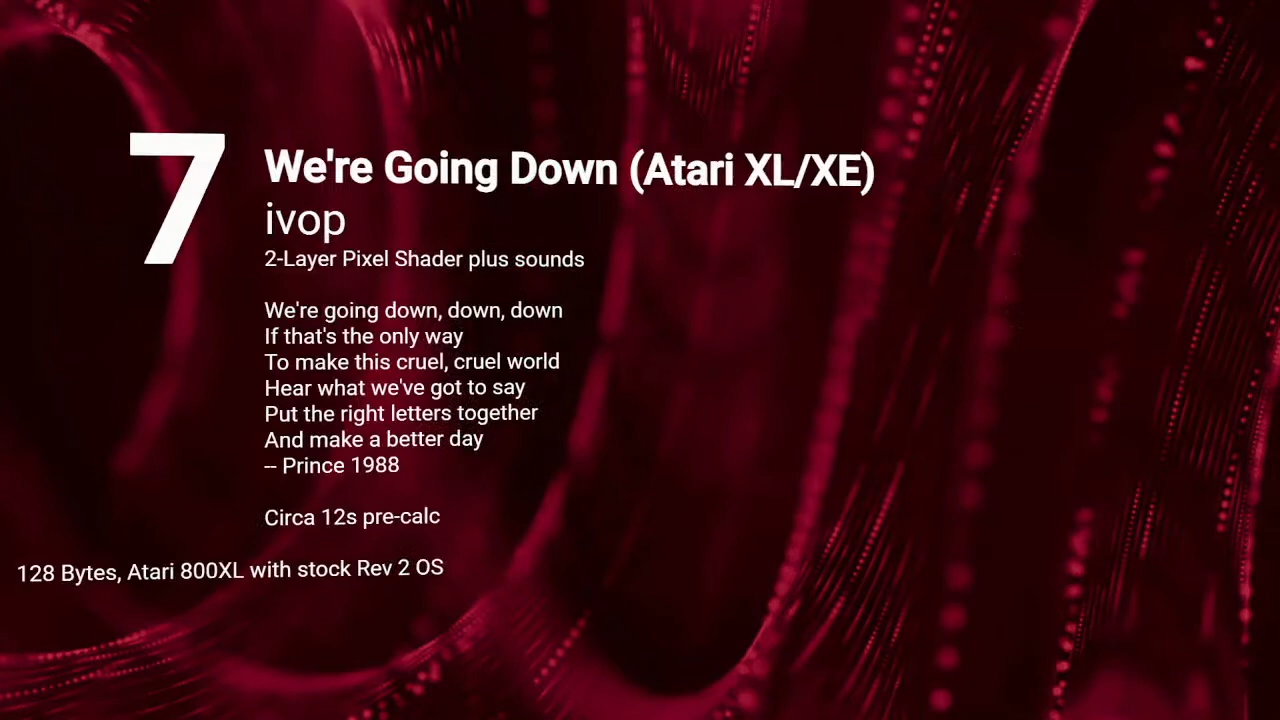 7
We're Going Down (Atari XL/XE)
ivop
2-Layer Pixel Shader plus sounds
We're going down, down, down
If that's the only way
To make this cruel, cruel world
Hear what we've got to say
Put the right letters together
And make a better day
-- Prince 1988
Circa 12s pre-calc
128 Bytes, Atari 800XL with stock Rev 2 OS